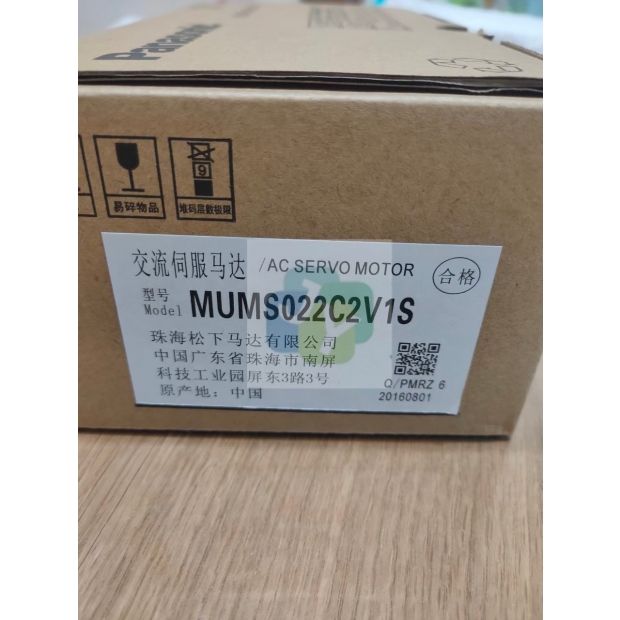 Panasonic
9
易碎物品
堆码层数极限
交流伺服马达 /AC SERVO MOTOR
合格
型号
Model MUMS022C2V1S
珠海松下马达有限公司
中国广东省珠海市南屏
科技工业园屏东3路3号
原产地: 中国
Q/PMRZ 6
20160801